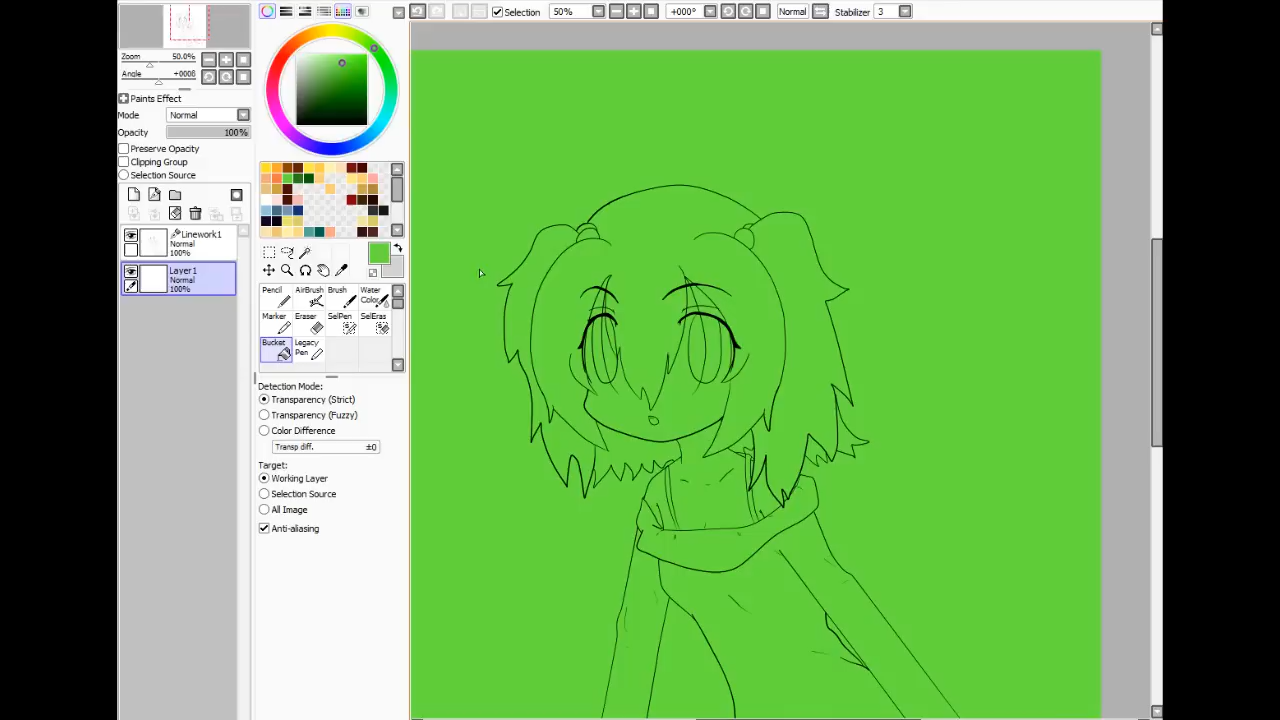 Selection 50% +000° Normal Stabilizer 3
Zoom 50.0%
Angle +0008
Paints Effect
Mode Normal
Opacity 100%
Preserve Opacity
Clipping Group
Selection Source
Linework1
Normal
100%
Layer1
Normal
100%
Pencil AirBrush Brush Water Color
Marker Eraser SelPen SelEras
Bucket Legacy Pen
Detection Mode:
Transparency (Strict)
Transparency (Fuzzy)
Color Difference
Transp diff. ±0
Target:
Working Layer
Selection Source
All Image
Anti-aliasing